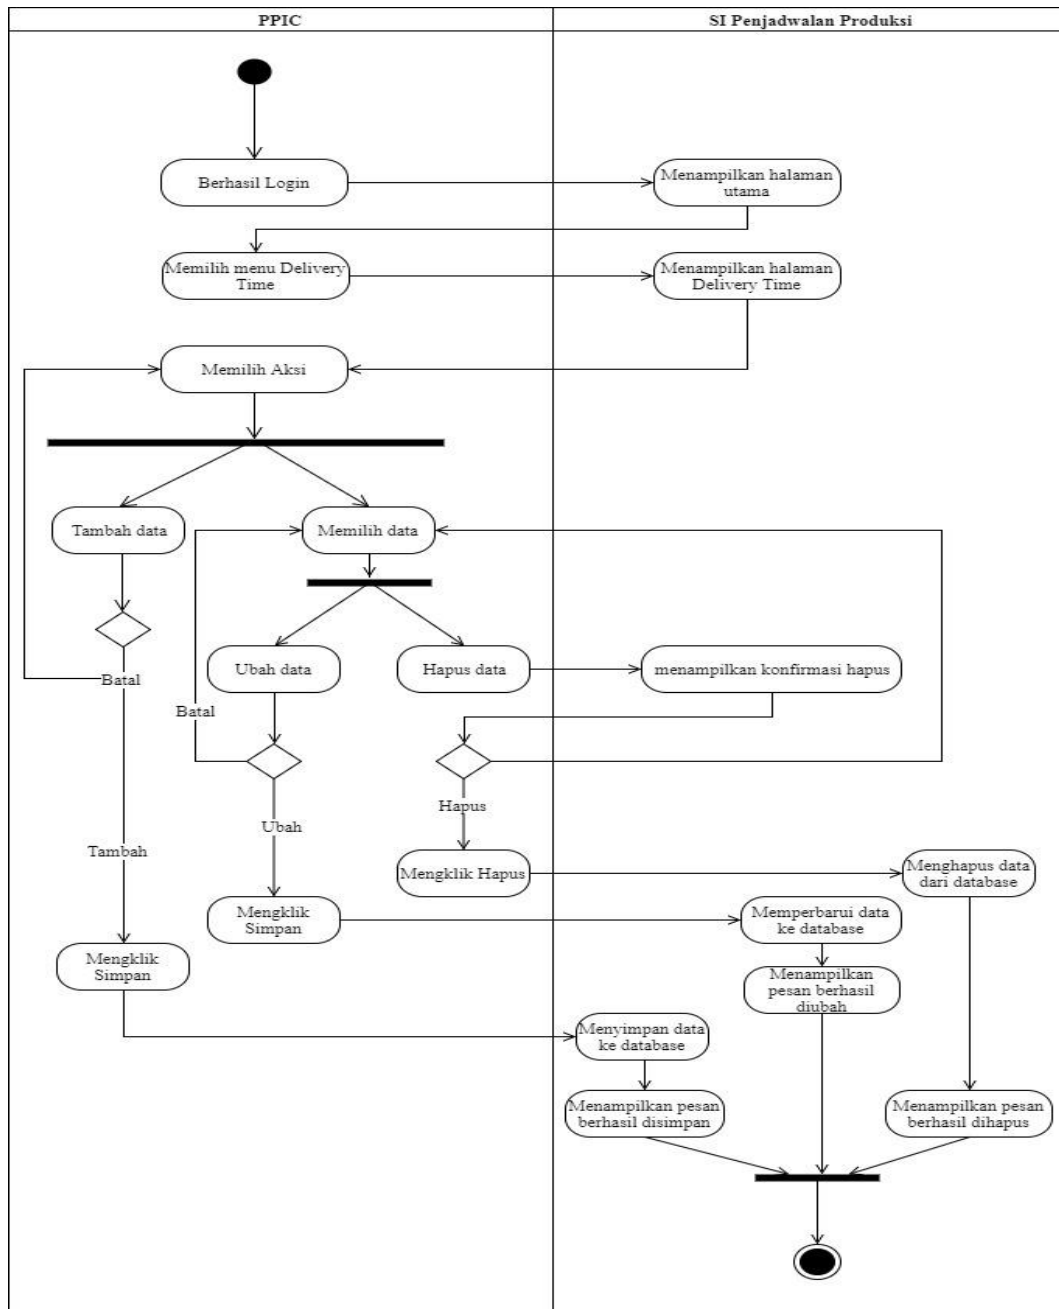 PPIC
SI Penjadwalan Produksi
Berhasil Login
Menampilkan halaman
utama
Memilih menu Delivery
Time
Menampilkan halaman
Delivery Time
Memilih Aksi
Tambah data
Memilih data
Ubah data
Hapus data
menampilkan konfirmasi hapus
Batal
Batal
Hapus
Ubah
Tambah
Mengklik Hapus
Menghapus data
dari database
Mengklik
Simpan
Memperbarui data
ke database
Mengklik
Simpan
Menampilkan
pesan berhasil
diubah
Menyimpan data
ke database
Menampilkan pesan
berhasil disimpan
Menampilkan pesan
berhasil dihapus